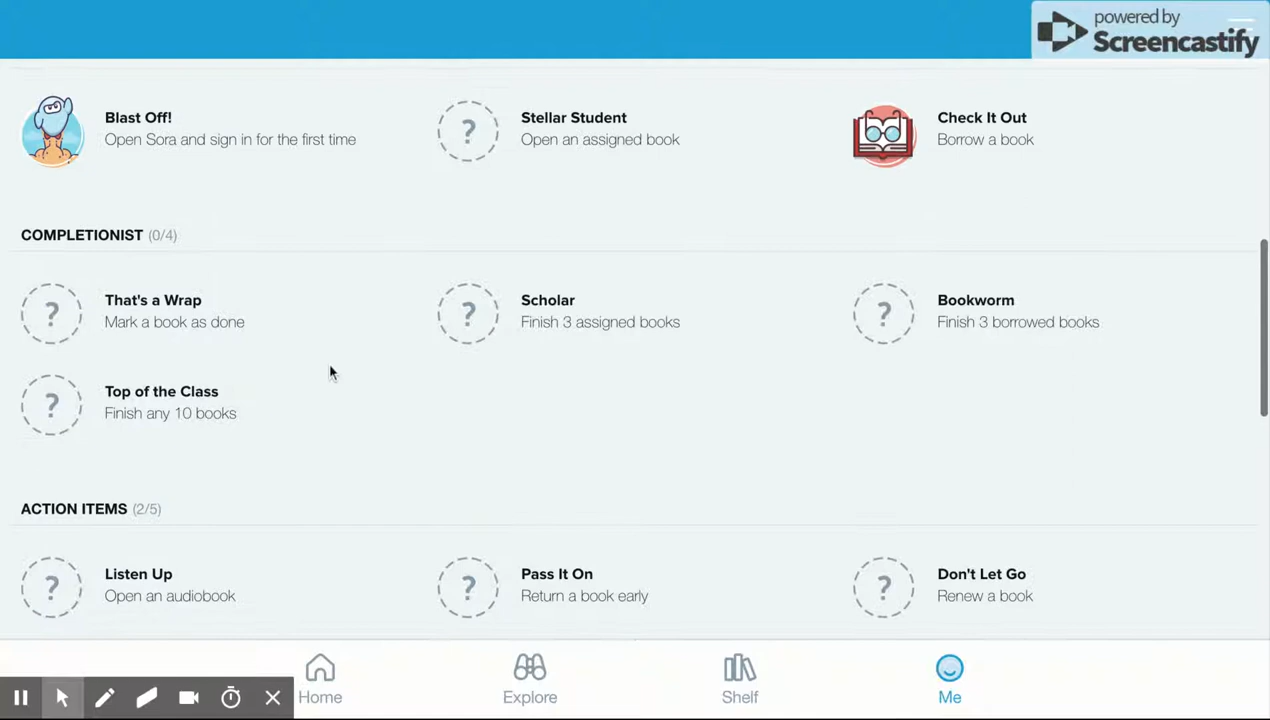 powered by
Screencastify
Blast Off!
Open Sora and sign in for the first time
Stellar Student
Open an assigned book
Check It Out
Borrow a book
COMPLETIONIST (0/4)
That's a Wrap
Mark a book as done
Scholar
Finish 3 assigned books
Bookworm
Finish 3 borrowed books
Top of the Class
Finish any 10 books
ACTION ITEMS (2/5)
Listen Up
Open an audiobook
Pass It On
Return a book early
Don't Let Go
Renew a book
Home
Explore
Shelf
Me